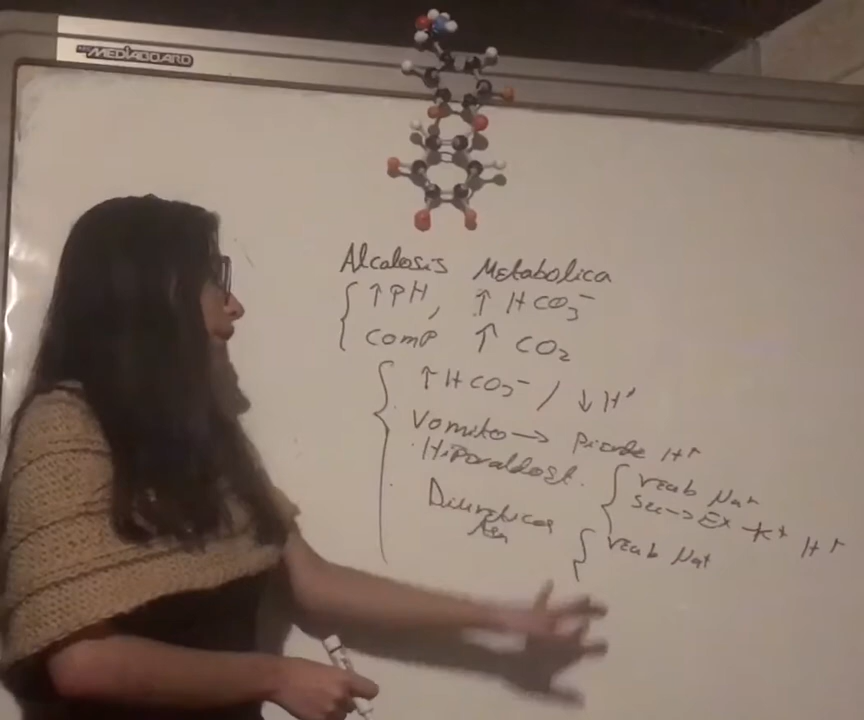 MEDIABOARD
Alcalosis Metabolica
↑PH, ↑HCO₃⁻
comp ↑ CO₂
↑HCO₃⁻ / ↓H⁺
Vomito → Pierde H⁺
Hiperaldost. reab Na⁺
Sec → Ex K⁺ H⁺
Diureticos
reab Na⁺